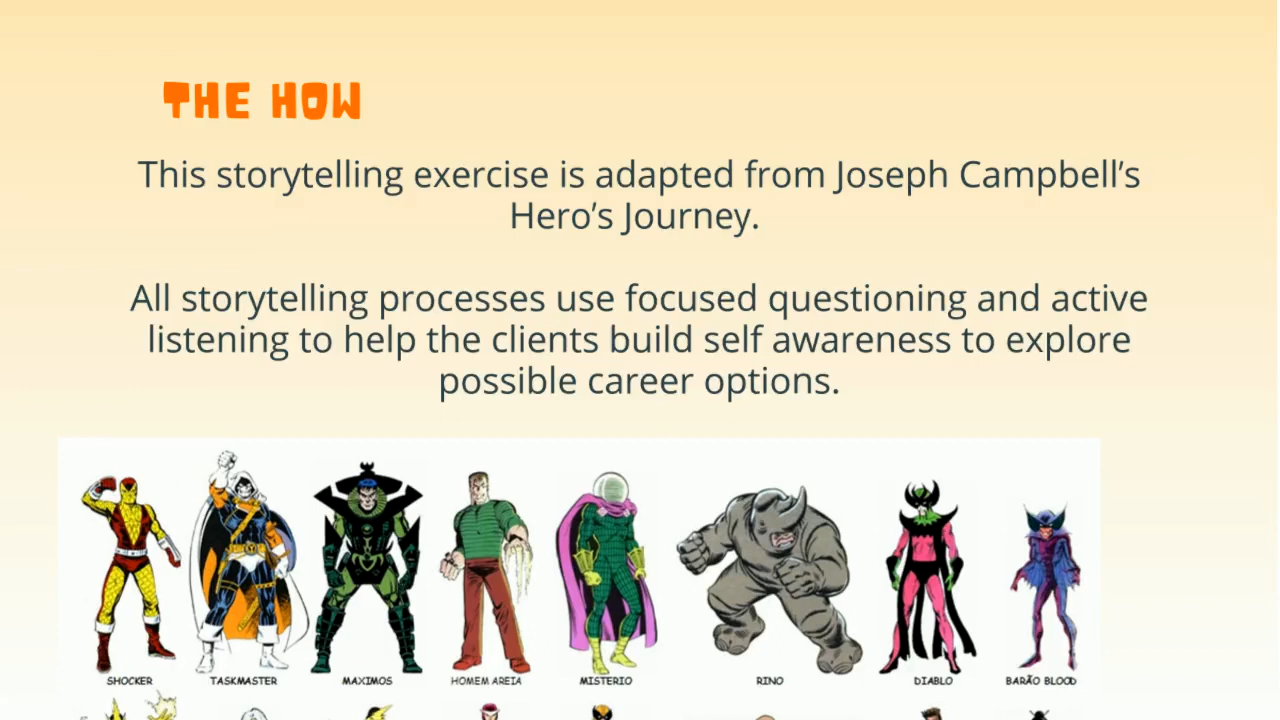 THE HOW
This storytelling exercise is adapted from Joseph Campbell’s
Hero’s Journey.
All storytelling processes use focused questioning and active
listening to help the clients build self awareness to explore
possible career options.
SHOCKER TASKMASTER MAXIMOS HOMEM AREIA MISTERIO RINO DIABLO BARÃO BLOOD